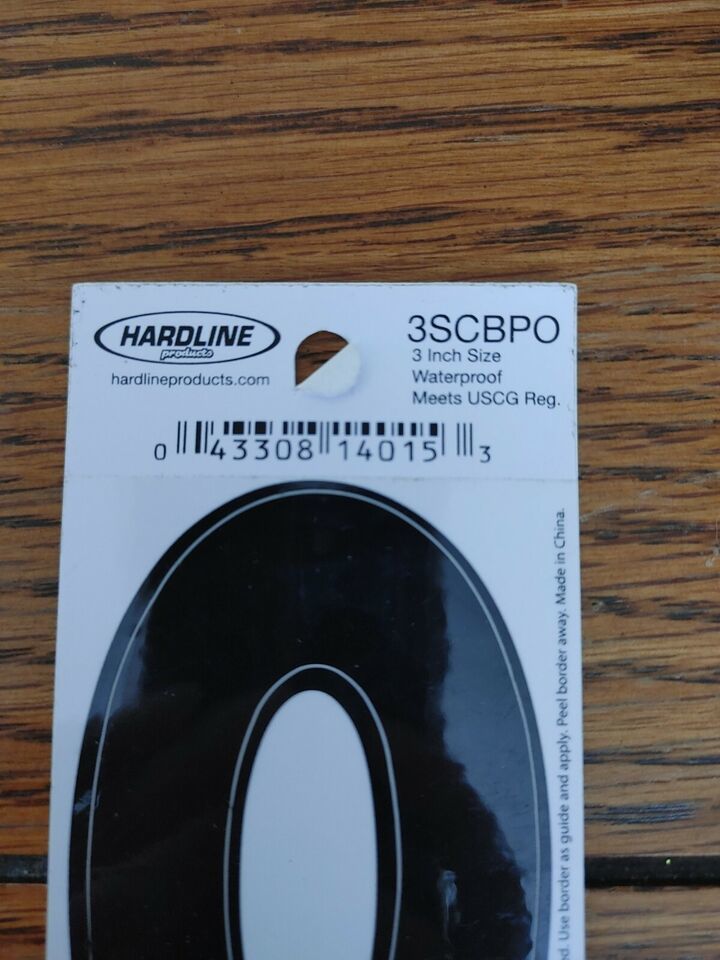 HARDLINE
products
hardlineproducts.com
3SCBPO
3 Inch Size
Waterproof
Meets USCG Reg.
0 43308 14015 3
Use border as guide and apply. Peel border away. Made in China.
0